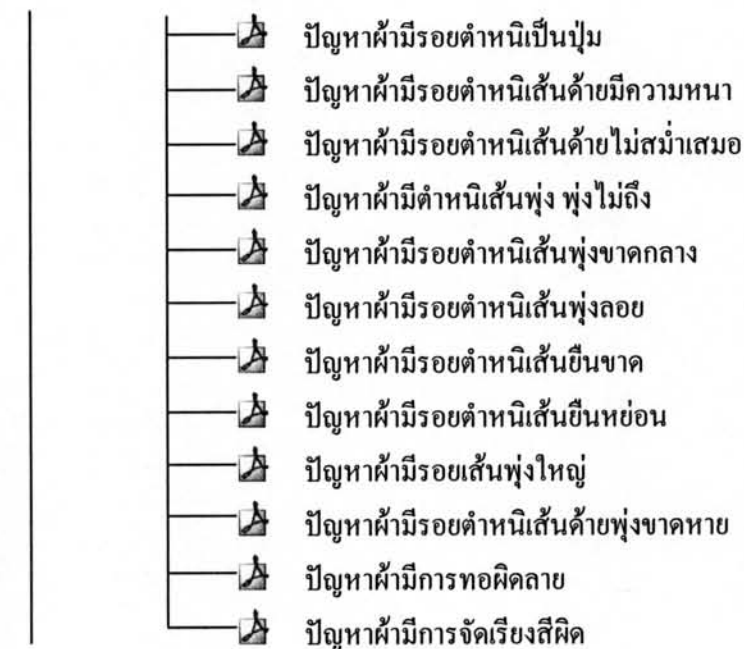 ปัญหาผ้ามีรอยตำหนิเป็นปุ่ม
ปัญหาผ้ามีรอยตำหนิเส้นด้ายมีความหนา
ปัญหาผ้ามีรอยตำหนิเส้นด้ายไม่สม่ำเสมอ
ปัญหาผ้ามีตำหนิเส้นพุ่ง พุ่งไม่ถึง
ปัญหาผ้ามีรอยตำหนิเส้นพุ่งขาดกลาง
ปัญหาผ้ามีรอยตำหนิเส้นพุ่งลอย
ปัญหาผ้ามีรอยตำหนิเส้นยืนขาด
ปัญหาผ้ามีรอยตำหนิเส้นยืนหย่อน
ปัญหาผ้ามีรอยเส้นพุ่งใหญ่
ปัญหาผ้ามีรอยตำหนิเส้นด้ายพุ่งขาดหาย
ปัญหาผ้ามีการทอผิดลาย
ปัญหาผ้ามีการจัดเรียงสีผิด